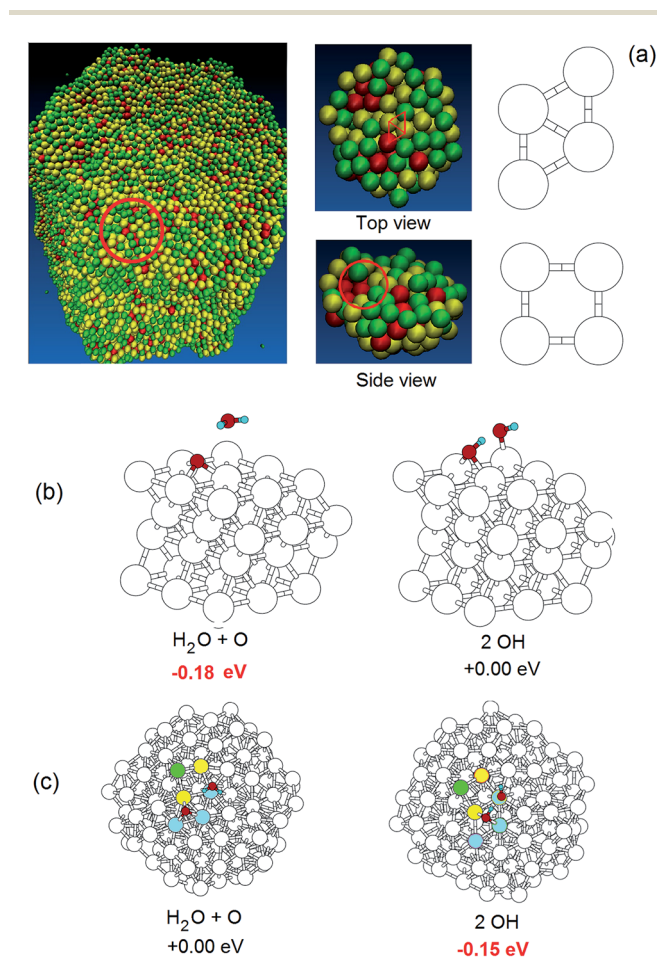 (a)
Top view
Side view
(b)
H₂O + O
-0.18 eV
2 OH
+0.00 eV
(c)
H₂O + O
+0.00 eV
2 OH
-0.15 eV